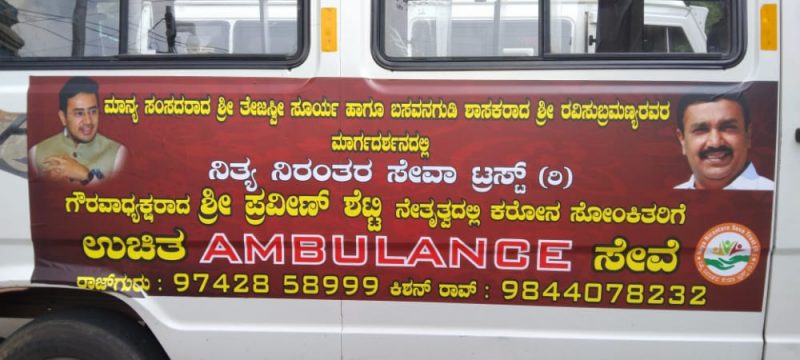 ಮಾನ್ಯ ಸಂಸದರಾದ ಶ್ರೀ ತೇಜಸ್ವೀ ಸೂರ್ಯ ಹಾಗೂ ಬಸವನಗುಡಿ ಶಾಸಕರಾದ ಶ್ರೀ ರವಿಸುಬ್ರಮಣ್ಯರವರ
ಮಾರ್ಗದರ್ಶನದಲ್ಲಿ
ನಿತ್ಯ ನಿರಂತರ ಸೇವಾ ಟ್ರಸ್ಟ್ (ರಿ)
ಗೌರವಾಧ್ಯಕ್ಷರಾದ ಶ್ರೀ ಪ್ರವೀಣ್ ಶೆಟ್ಟಿ ನೇತೃತ್ವದಲ್ಲಿ ಕರೋನ ಸೋಂಕಿತರಿಗೆ
ಉಚಿತ AMBULANCE ಸೇವೆ
ರಾಜ್‌ಗುರು : 97428 58999 ಕಿಶನ್ ರಾವ್ : 9844078232